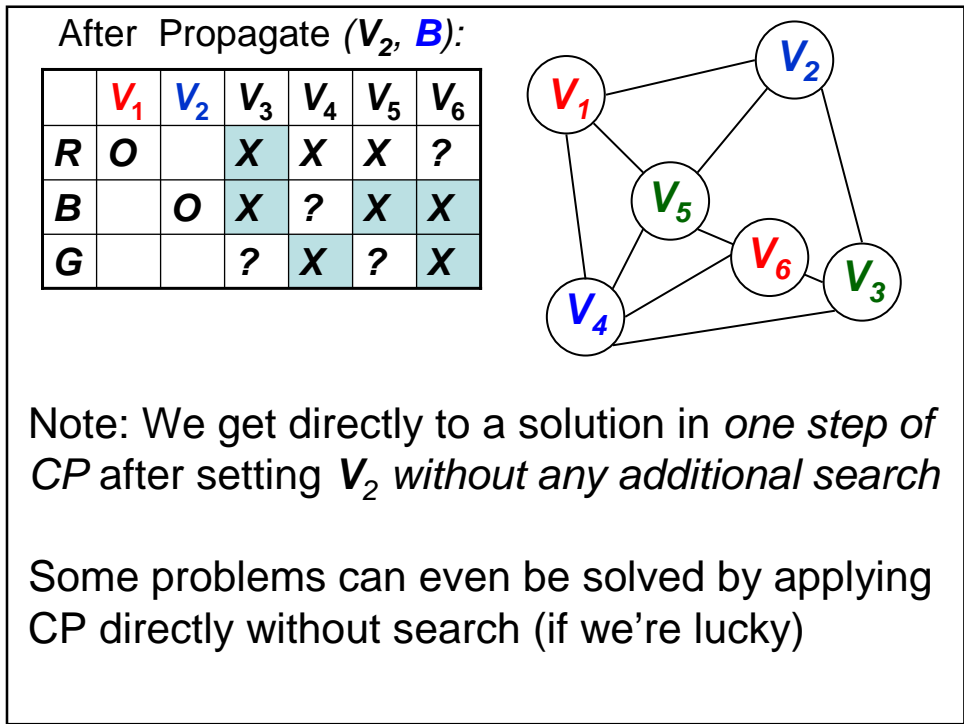 After Propagate (V2, B):
V1 V2 V3 V4 V5 V6
R O X X X ?
B O X ? X X
G ? X ? X
V1
V2
V5
V6
V3
V4
Note: We get directly to a solution in one step of
CP after setting V2 without any additional search
Some problems can even be solved by applying
CP directly without search (if we're lucky)